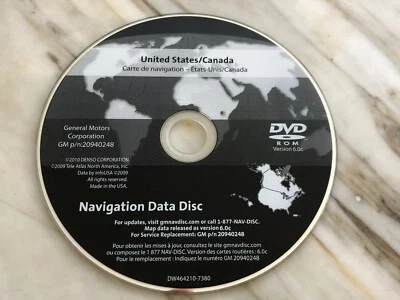 United States/Canada
Carte de navigation – États-Unis/Canada
General Motors
Corporation
GM p/n:20940248
DVD
ROM
Version 6.0c
©2010 DENSO CORPORATION.
©2009 Tele Atlas North America, Inc.
Data by infoUSA ©2009
All rights reserved.
Made in the USA.
Navigation Data Disc
For updates, visit gmnavdisc.com or call 1-877-NAV-DISC.
Map data released as version 6.0c
For Service Replacement: GM p/n 20940248
Pour obtenir les mises à jour, consultez le site gmnavdisc.com
ou composez le 1 877 NAV-DISC. Version des cartes routières : 6.0c
Pour le remplacement : Indiquez le numéro GM 20940248
DW464210-7380